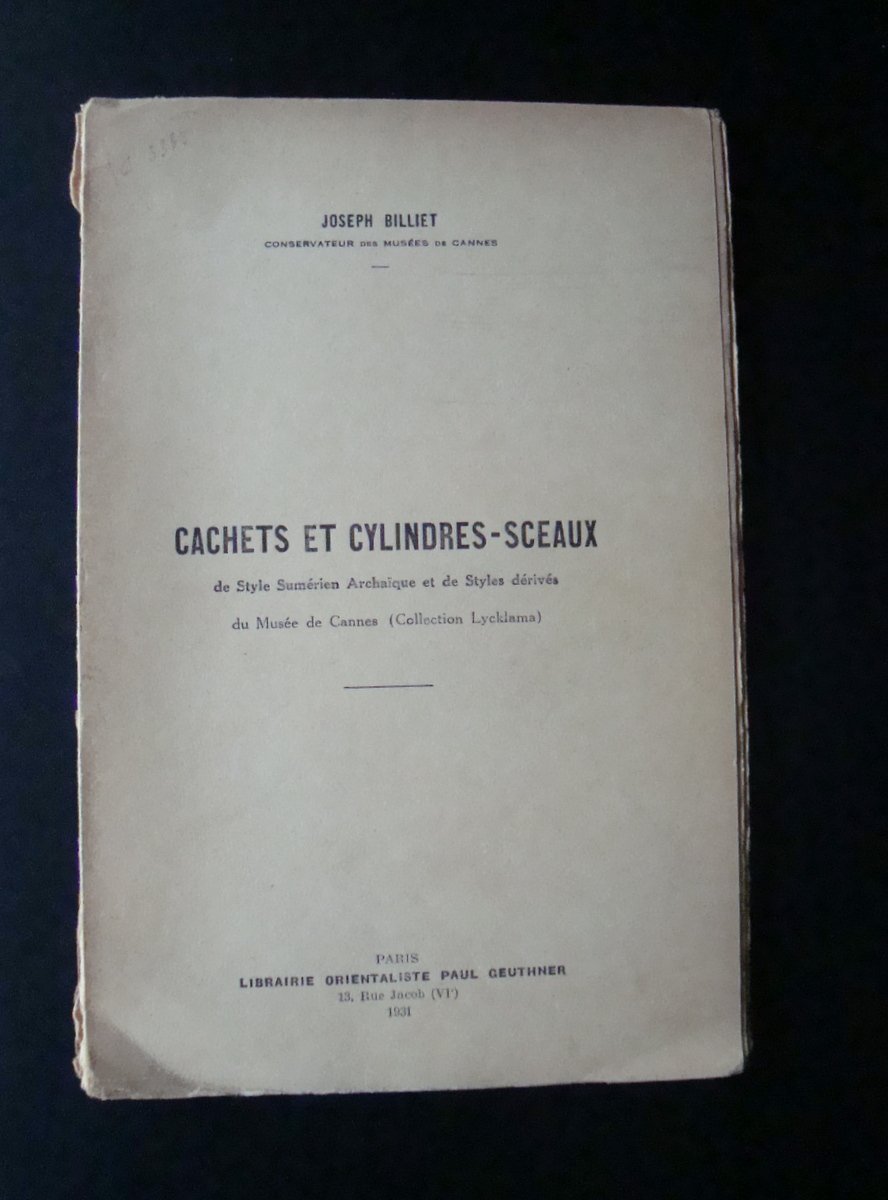 JOSEPH BILLIET
CONSERVATEUR DES MUSÉES DE CANNES
CACHETS ET CYLINDRES-SCEAUX
de Style Sumérien Archaïque et de Styles dérivés
du Musée de Cannes (Collection Lycklama)
PARIS
LIBRAIRIE ORIENTALISTE PAUL GEUTHNER
13, Rue Jacob (VIᵉ)
1931